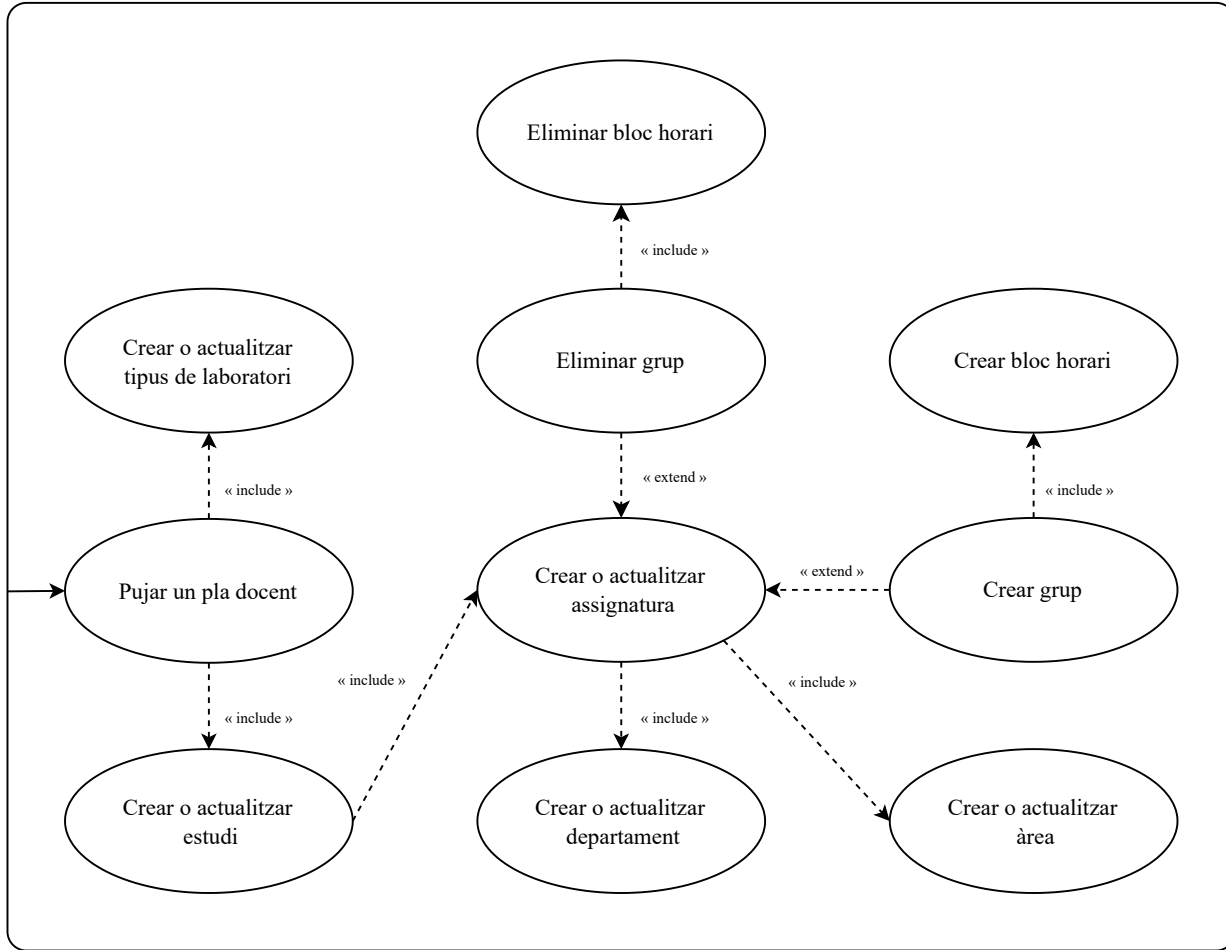 Eliminar bloc horari
« include »
Crear o actualitzar
tipus de laboratori
Eliminar grup
Crear bloc horari
« include »
« extend »
« include »
Pujar un pla docent
Crear o actualitzar
assignatura
« extend »
Crear grup
« include »
« include »
« include »
« include »
Crear o actualitzar
estudi
Crear o actualitzar
departament
Crear o actualitzar
àrea